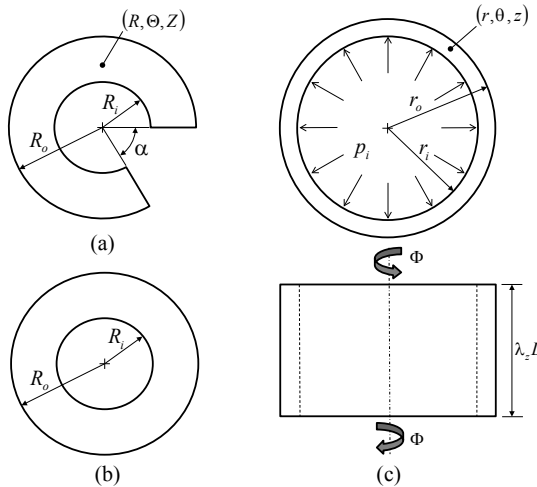 (R, Θ, Z)
R_i
R_o
α
(a)
R_i
R_o
(b)
(r, θ, z)
r_o
p_i
r_i
Φ
λ_z L
Φ
(c)